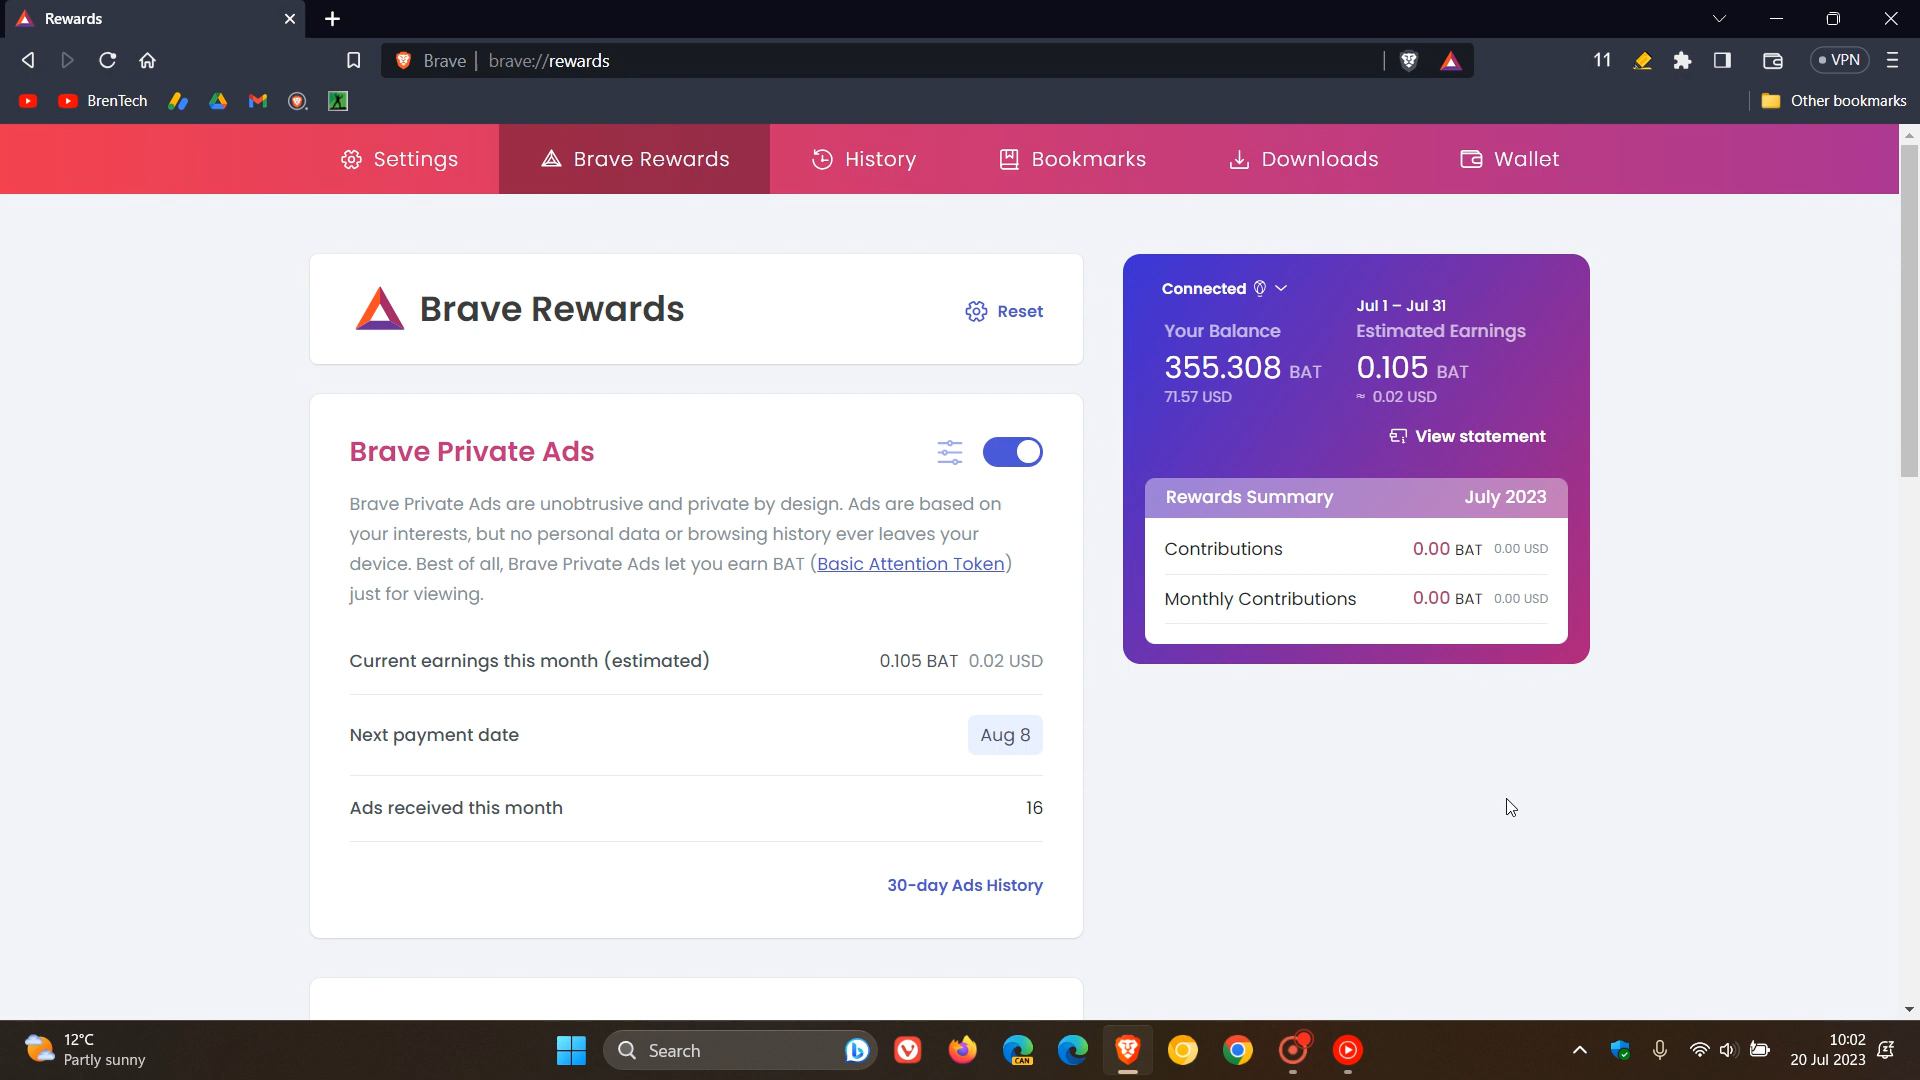 Rewards
Brave | brave://rewards
11
VPN
BrenTech
Other bookmarks
Settings
Brave Rewards
History
Bookmarks
Downloads
Wallet
Brave Rewards
Reset
Brave Private Ads
Brave Private Ads are unobtrusive and private by design. Ads are based on
your interests, but no personal data or browsing history ever leaves your
device. Best of all, Brave Private Ads let you earn BAT (Basic Attention Token)
just for viewing.
Current earnings this month (estimated) 0.105 BAT 0.02 USD
Next payment date Aug 8
Ads received this month 16
30-day Ads History
Connected
Jul 1 – Jul 31
Your Balance Estimated Earnings
355.308 BAT 0.105 BAT
71.57 USD ≈ 0.02 USD
View statement
Rewards Summary July 2023
Contributions 0.00 BAT 0.00 USD
Monthly Contributions 0.00 BAT 0.00 USD
12°C
Partly sunny
Search
CAN
10:02
20 Jul 2023